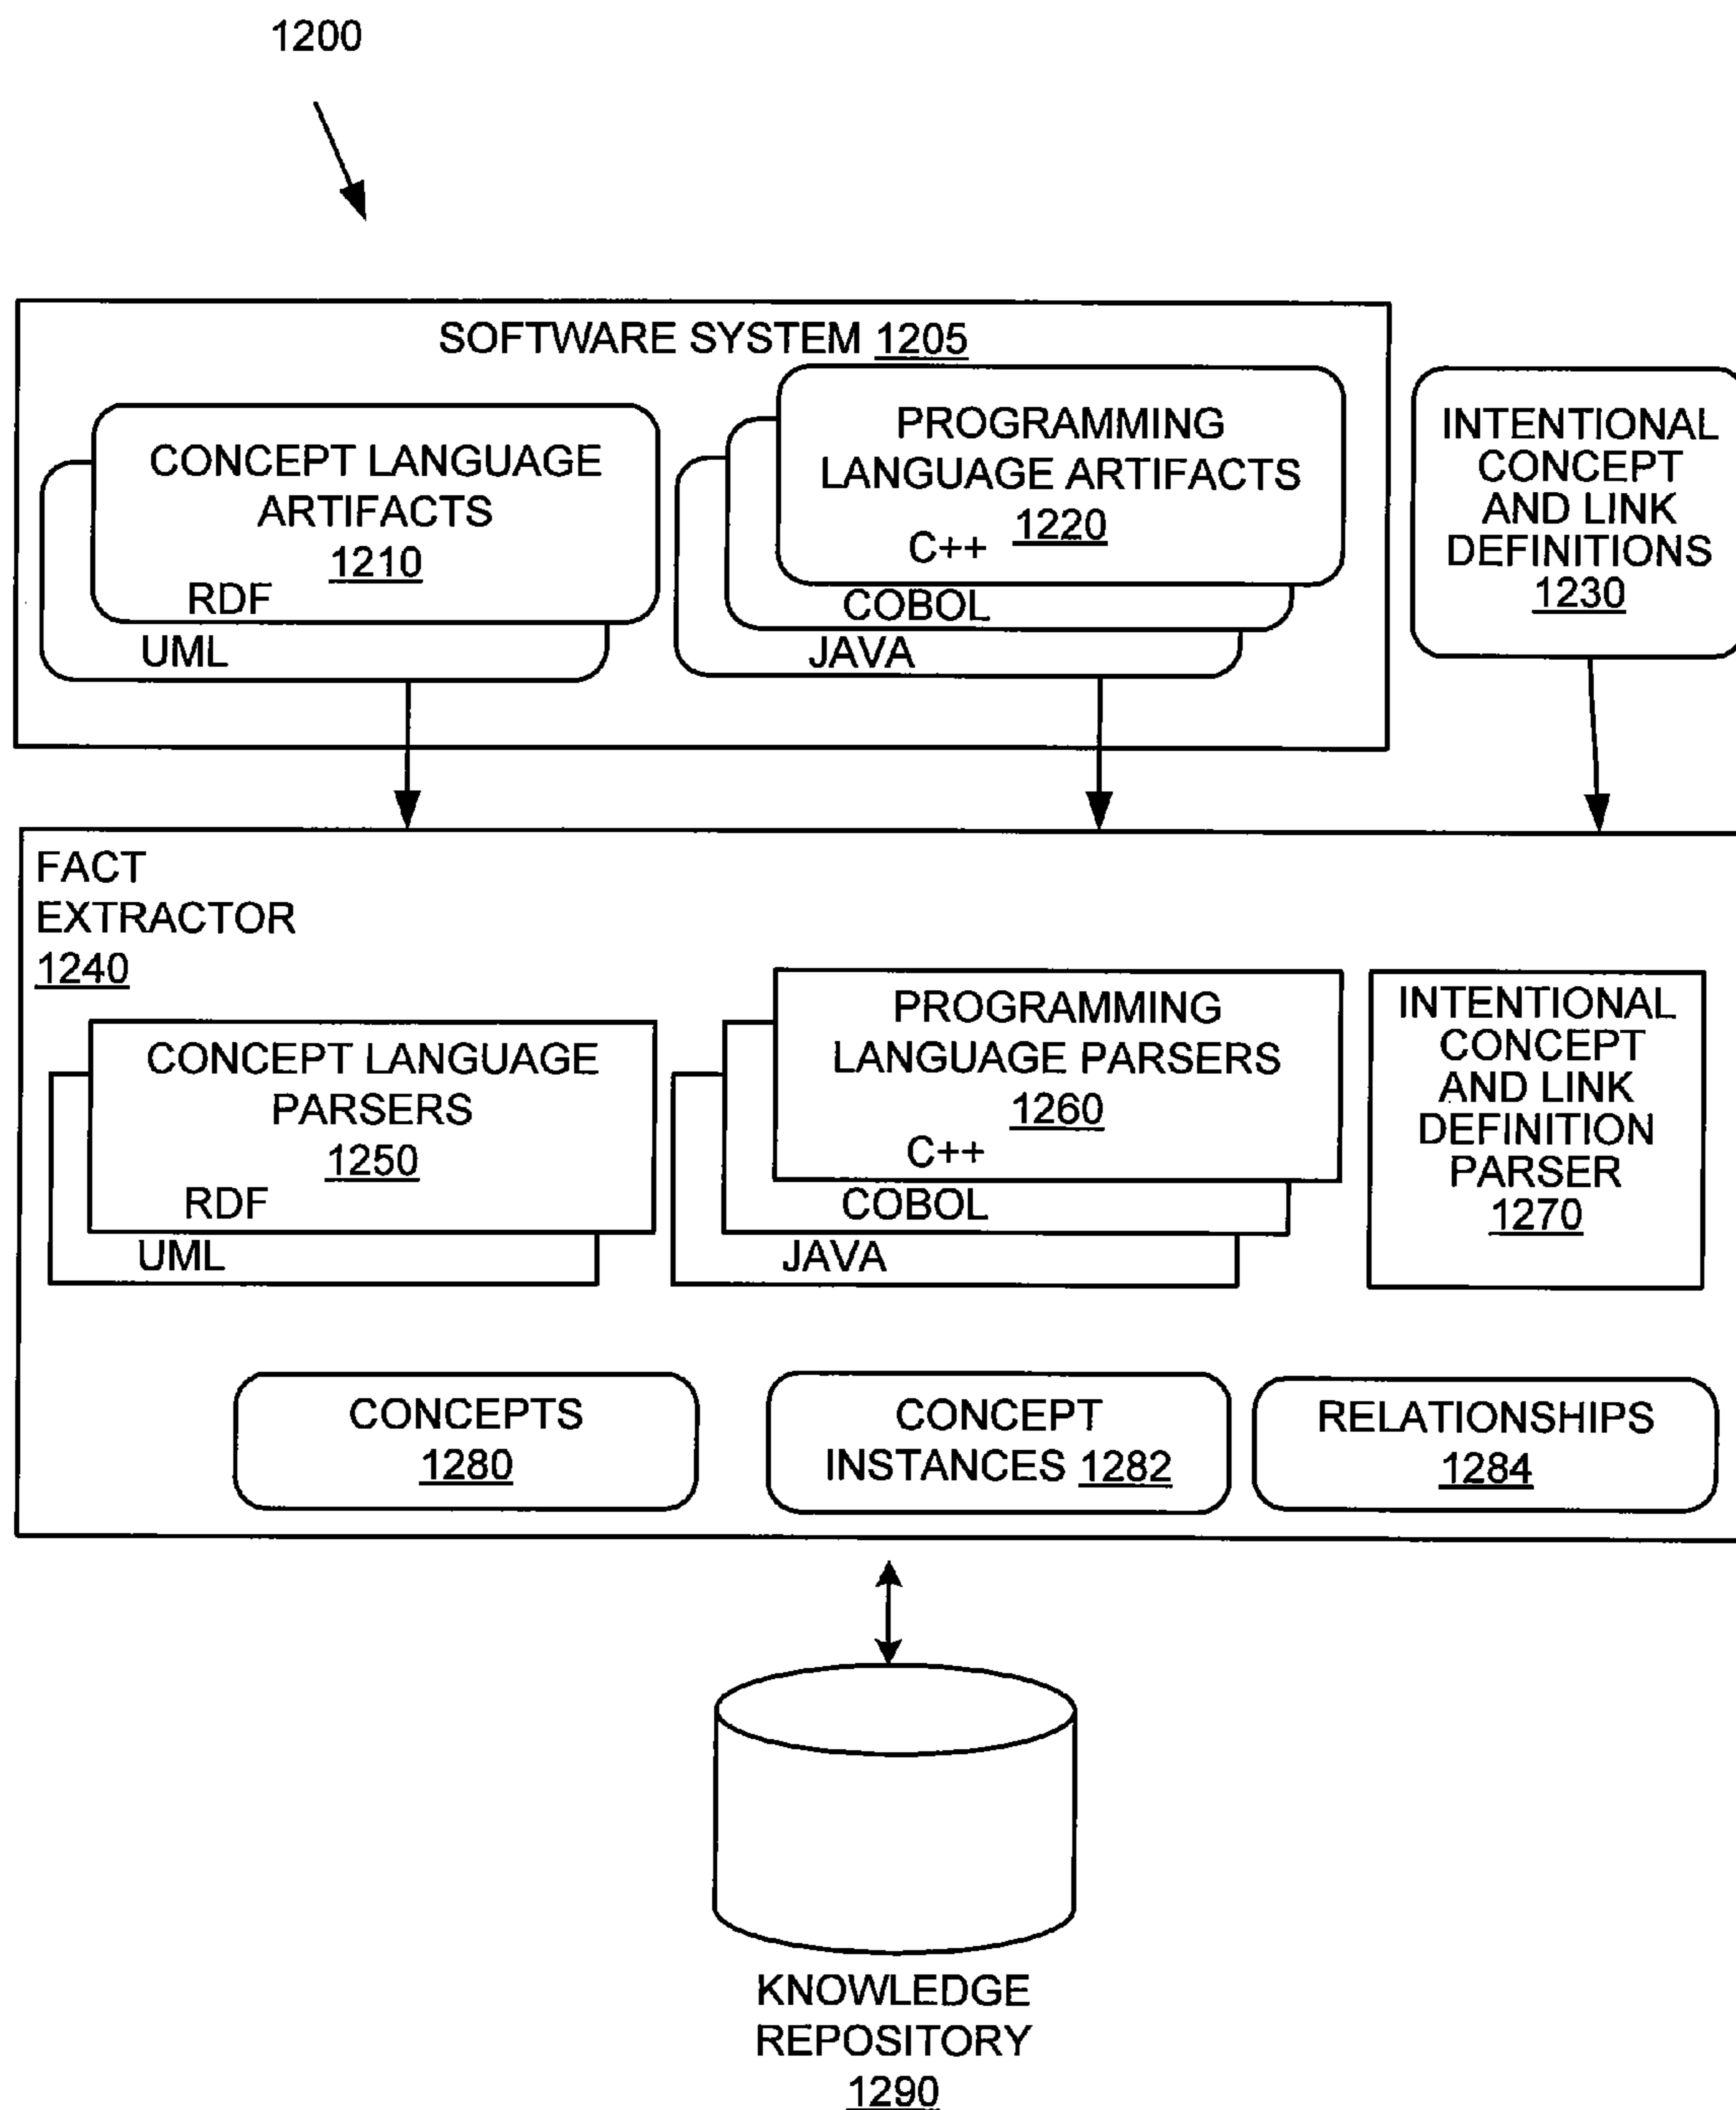 1200
SOFTWARE SYSTEM 1205
CONCEPT LANGUAGE
ARTIFACTS
1210
RDF
UML
PROGRAMMING
LANGUAGE ARTIFACTS
1220
C++
COBOL
JAVA
INTENTIONAL
CONCEPT
AND LINK
DEFINITIONS
1230
FACT
EXTRACTOR
1240
CONCEPT LANGUAGE
PARSERS
1250
RDF
UML
PROGRAMMING
LANGUAGE PARSERS
1260
C++
COBOL
JAVA
INTENTIONAL
CONCEPT
AND LINK
DEFINITION
PARSER
1270
CONCEPTS
1280
CONCEPT
INSTANCES 1282
RELATIONSHIPS
1284
KNOWLEDGE
REPOSITORY
1290